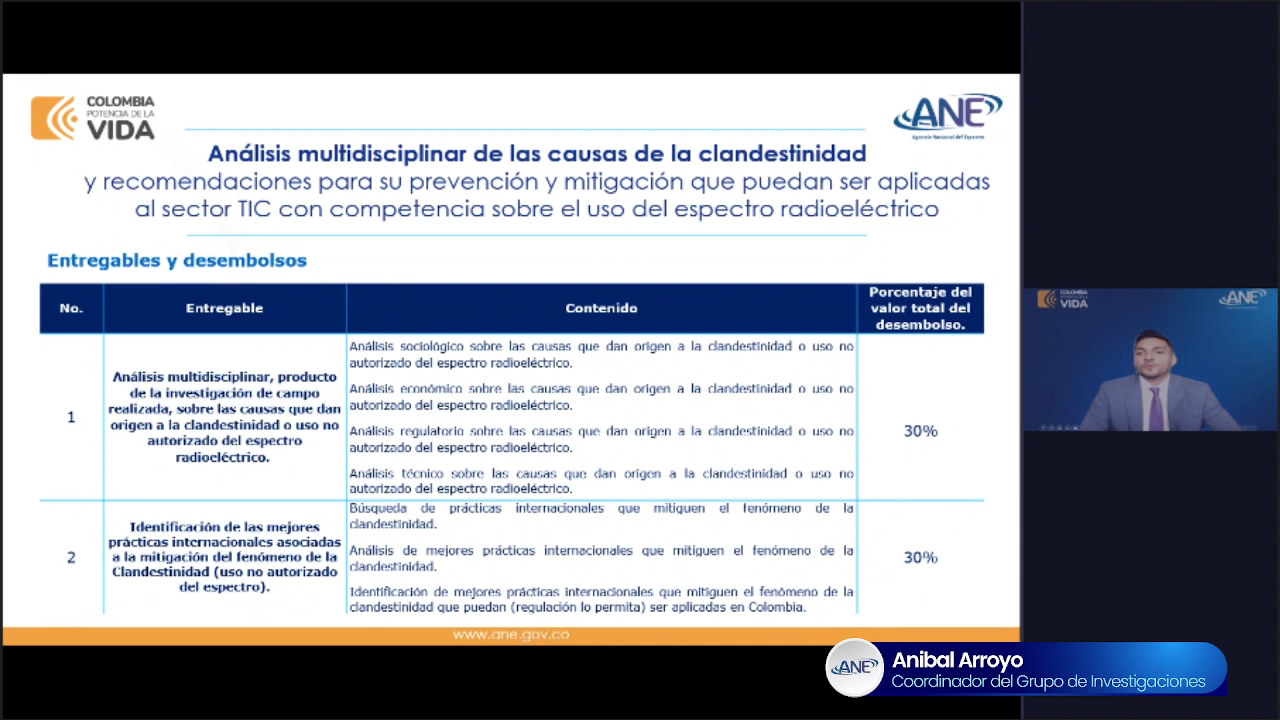 COLOMBIA
POTENCIA DE LA
VIDA
ANE
Agencia Nacional del Espectro
Análisis multidisciplinar de las causas de la clandestinidad
y recomendaciones para su prevención y mitigación que puedan ser aplicadas
al sector TIC con competencia sobre el uso del espectro radioeléctrico
Entregables y desembolsos
No.
Entregable
Contenido
Porcentaje del
valor total del
desembolso.
1
Análisis multidisciplinar, producto
de la investigación de campo
realizada, sobre las causas que dan
origen a la clandestinidad o uso no
autorizado del espectro
radioeléctrico.
Análisis sociológico sobre las causas que dan origen a la clandestinidad o uso no
autorizado del espectro radioeléctrico.
Análisis económico sobre las causas que dan origen a la clandestinidad o uso no
autorizado del espectro radioeléctrico.
Análisis regulatorio sobre las causas que dan origen a la clandestinidad o uso no
autorizado del espectro radioeléctrico.
Análisis técnico sobre las causas que dan origen a la clandestinidad o uso no
autorizado del espectro radioeléctrico.
30%
2
Identificación de las mejores
prácticas internacionales asociadas
a la mitigación del fenómeno de la
Clandestinidad (uso no autorizado
del espectro).
Búsqueda de prácticas internacionales que mitiguen el fenómeno de la
clandestinidad.
Análisis de mejores prácticas internacionales que mitiguen el fenómeno de la
clandestinidad.
Identificación de mejores prácticas internacionales que mitiguen el fenómeno de la
clandestinidad que puedan (regulación lo permita) ser aplicadas en Colombia.
30%
www.ane.gov.co
COLOMBIA
POTENCIA DE LA
VIDA
ANE
ANE
Anibal Arroyo
Coordinador del Grupo de Investigaciones